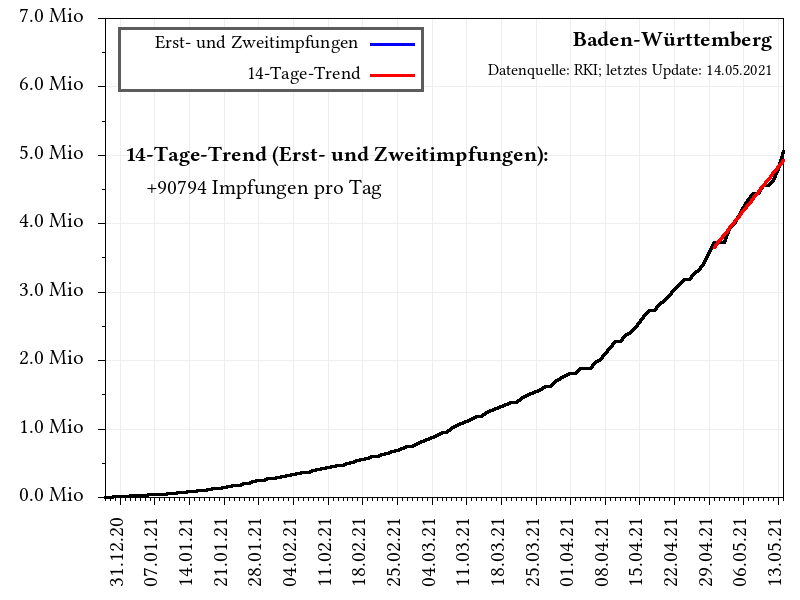 7.0 Mio
6.0 Mio
5.0 Mio
4.0 Mio
3.0 Mio
2.0 Mio
1.0 Mio
0.0 Mio
Erst- und Zweitimpfungen
14-Tage-Trend
Baden-Württemberg
Datenquelle: RKI; letztes Update: 14.05.2021
14-Tage-Trend (Erst- und Zweitimpfungen):
+90794 Impfungen pro Tag
31.12.20
07.01.21
14.01.21
21.01.21
28.01.21
04.02.21
11.02.21
18.02.21
25.02.21
04.03.21
11.03.21
18.03.21
25.03.21
01.04.21
08.04.21
15.04.21
22.04.21
29.04.21
06.05.21
13.05.21